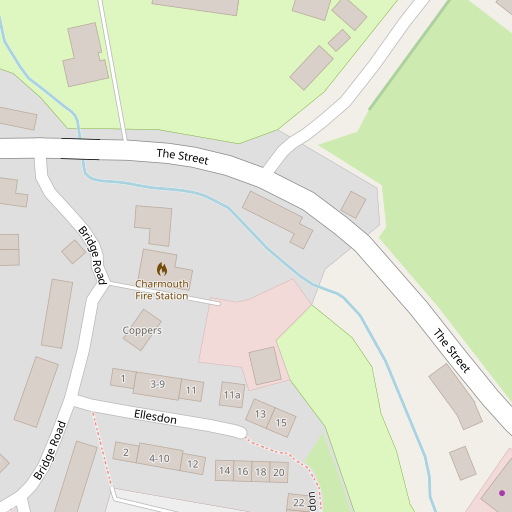 The Street
Bridge Road
Charmouth
Fire Station
Coppers
The Street
1
3-9
11
11a
13
15
Ellesdon
Bridge Road
2
4-10
12
14
16
18
20
22
don